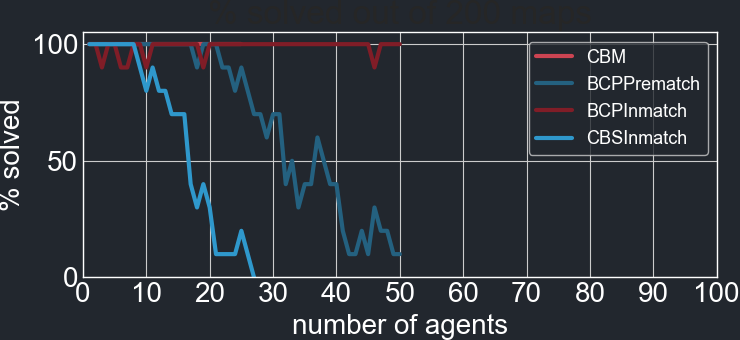 100
50
0
% solved
CBM
BCPPrematch
BCPInmatch
CBSInmatch
0 10 20 30 40 50 60 70 80 90 100
number of agents